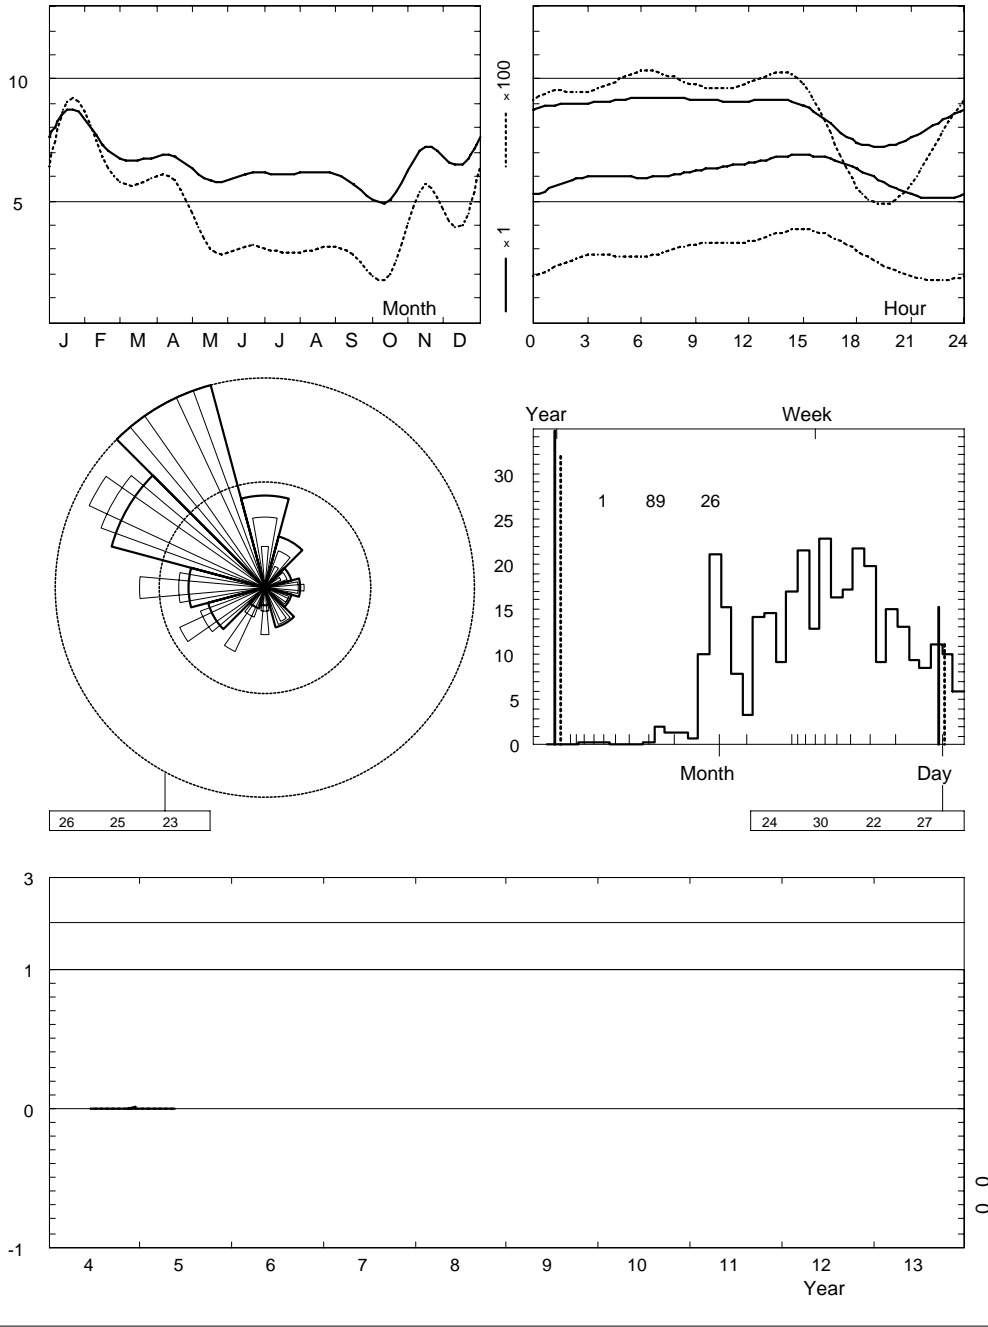 10
5
Month
J F M A M J J A S O N D
x 1 x 100
Hour
0 3 6 9 12 15 18 21 24
Year Week
30
25
20
15
10
5
0
1 89 26
Month Day
26 25 23
24 30 22 27
3
1
0
-1
4 5 6 7 8 9 10 11 12 13
Year
0 0